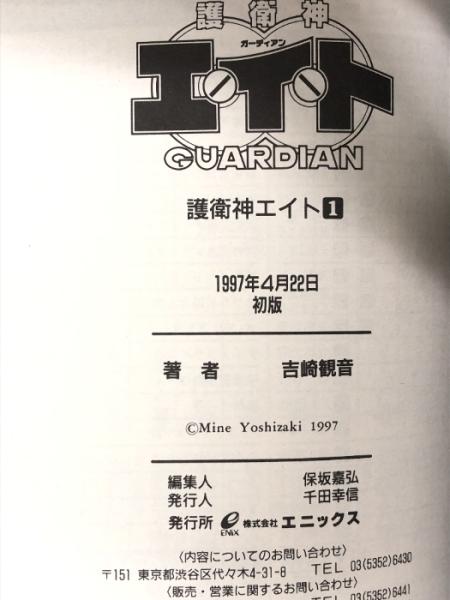 護衛神
ガーディアン
エイト
GUARDIAN
護衛神エイト1
1997年4月22日
初版
著者 吉崎観音
©Mine Yoshizaki 1997
編集人 保坂嘉弘
発行人 千田幸信
発行所 ENIX 株式会社エニックス
〈内容についてのお問い合わせ〉
〒151 東京都渋谷区代々木4-31-8 TEL 03(5352)6430
〈販売・営業に関するお問い合わせ〉
TEL 03(5352)6441